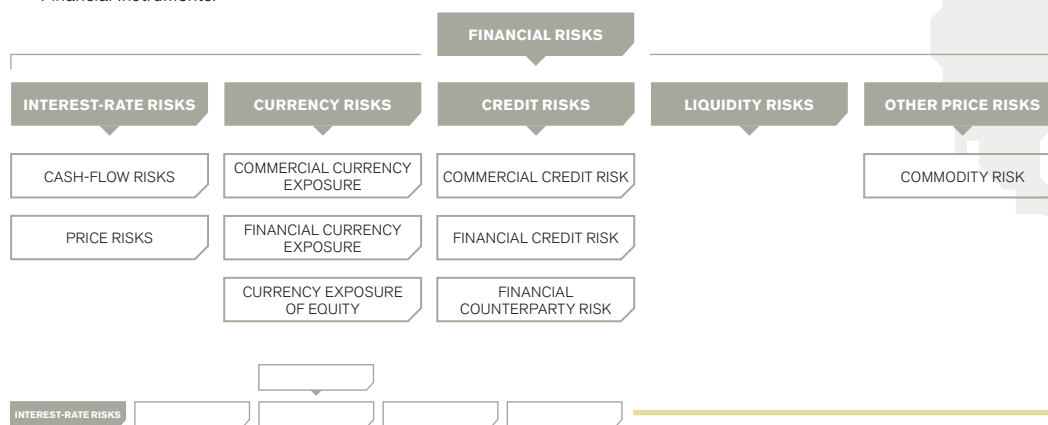 Financial Instruments.
FINANCIAL RISKS
INTEREST-RATE RISKS
CURRENCY RISKS
CREDIT RISKS
LIQUIDITY RISKS
OTHER PRICE RISKS
CASH-FLOW RISKS
COMMERCIAL CURRENCY
EXPOSURE
COMMERCIAL CREDIT RISK
COMMODITY RISK
PRICE RISKS
FINANCIAL CURRENCY
EXPOSURE
FINANCIAL CREDIT RISK
CURRENCY EXPOSURE
OF EQUITY
FINANCIAL
COUNTERPARTY RISK
INTEREST-RATE RISKS